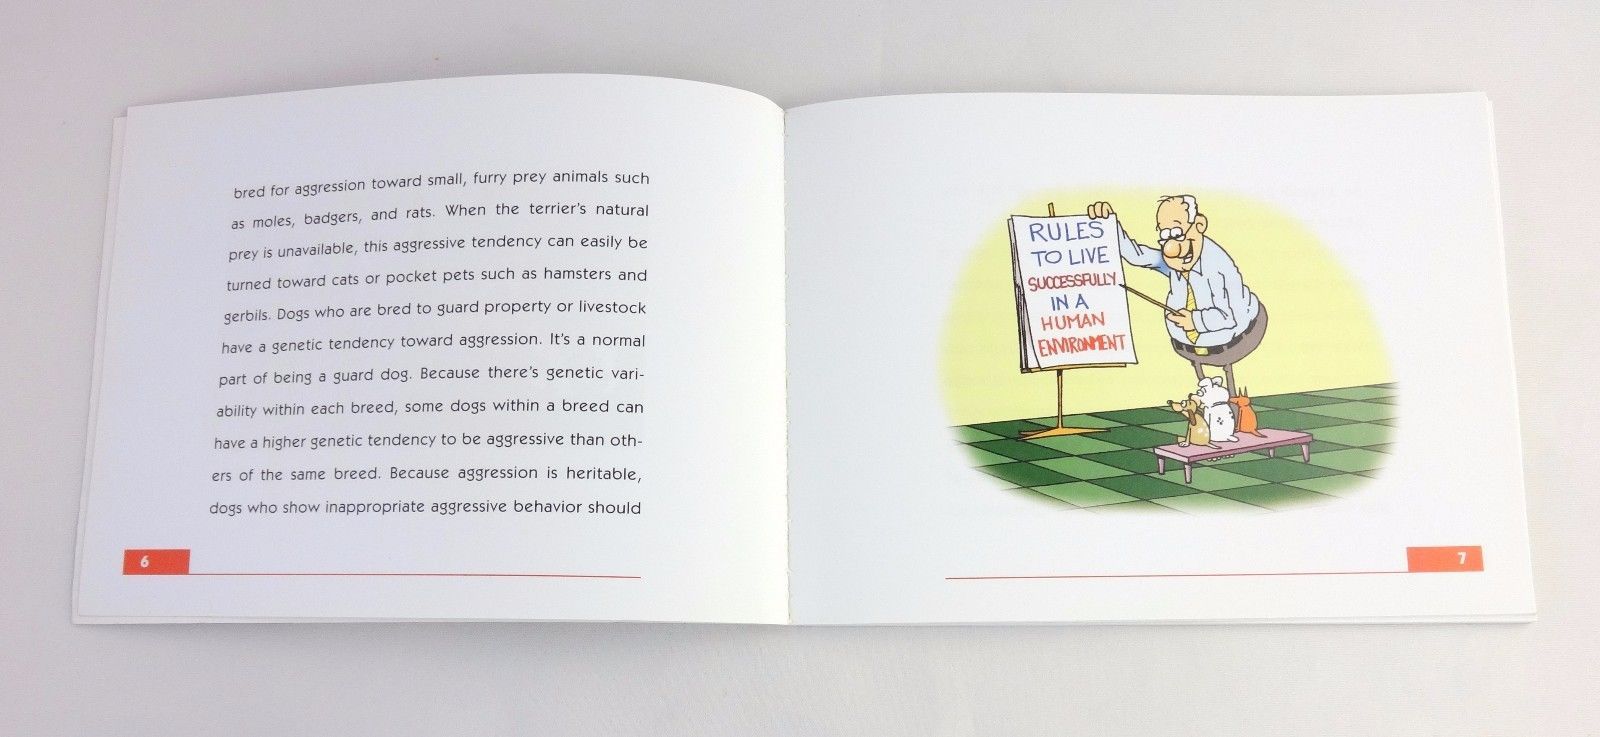 bred for aggression toward small, furry prey animals such
as moles, badgers, and rats. When the terrier's natural
prey is unavailable, this aggressive tendency can easily be
turned toward cats or pocket pets such as hamsters and
gerbils. Dogs who are bred to guard property or livestock
have a genetic tendency toward aggression. It's a normal
part of being a guard dog. Because there's genetic vari-
ability within each breed, some dogs within a breed can
have a higher genetic tendency to be aggressive than oth-
ers of the same breed. Because aggression is heritable,
dogs who show inappropriate aggressive behavior should
6
RULES
TO LIVE
SUCCESSFULLY
IN A
HUMAN
ENVIRONMENT
7